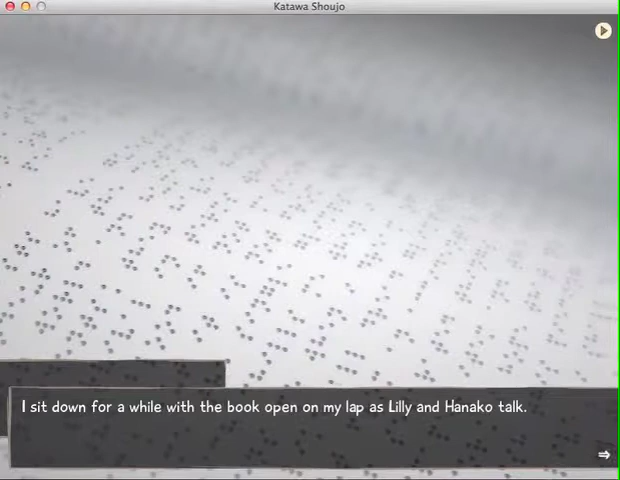 Katawa Shoujo
I sit down for a while with the book open on my lap as Lilly and Hanako talk.